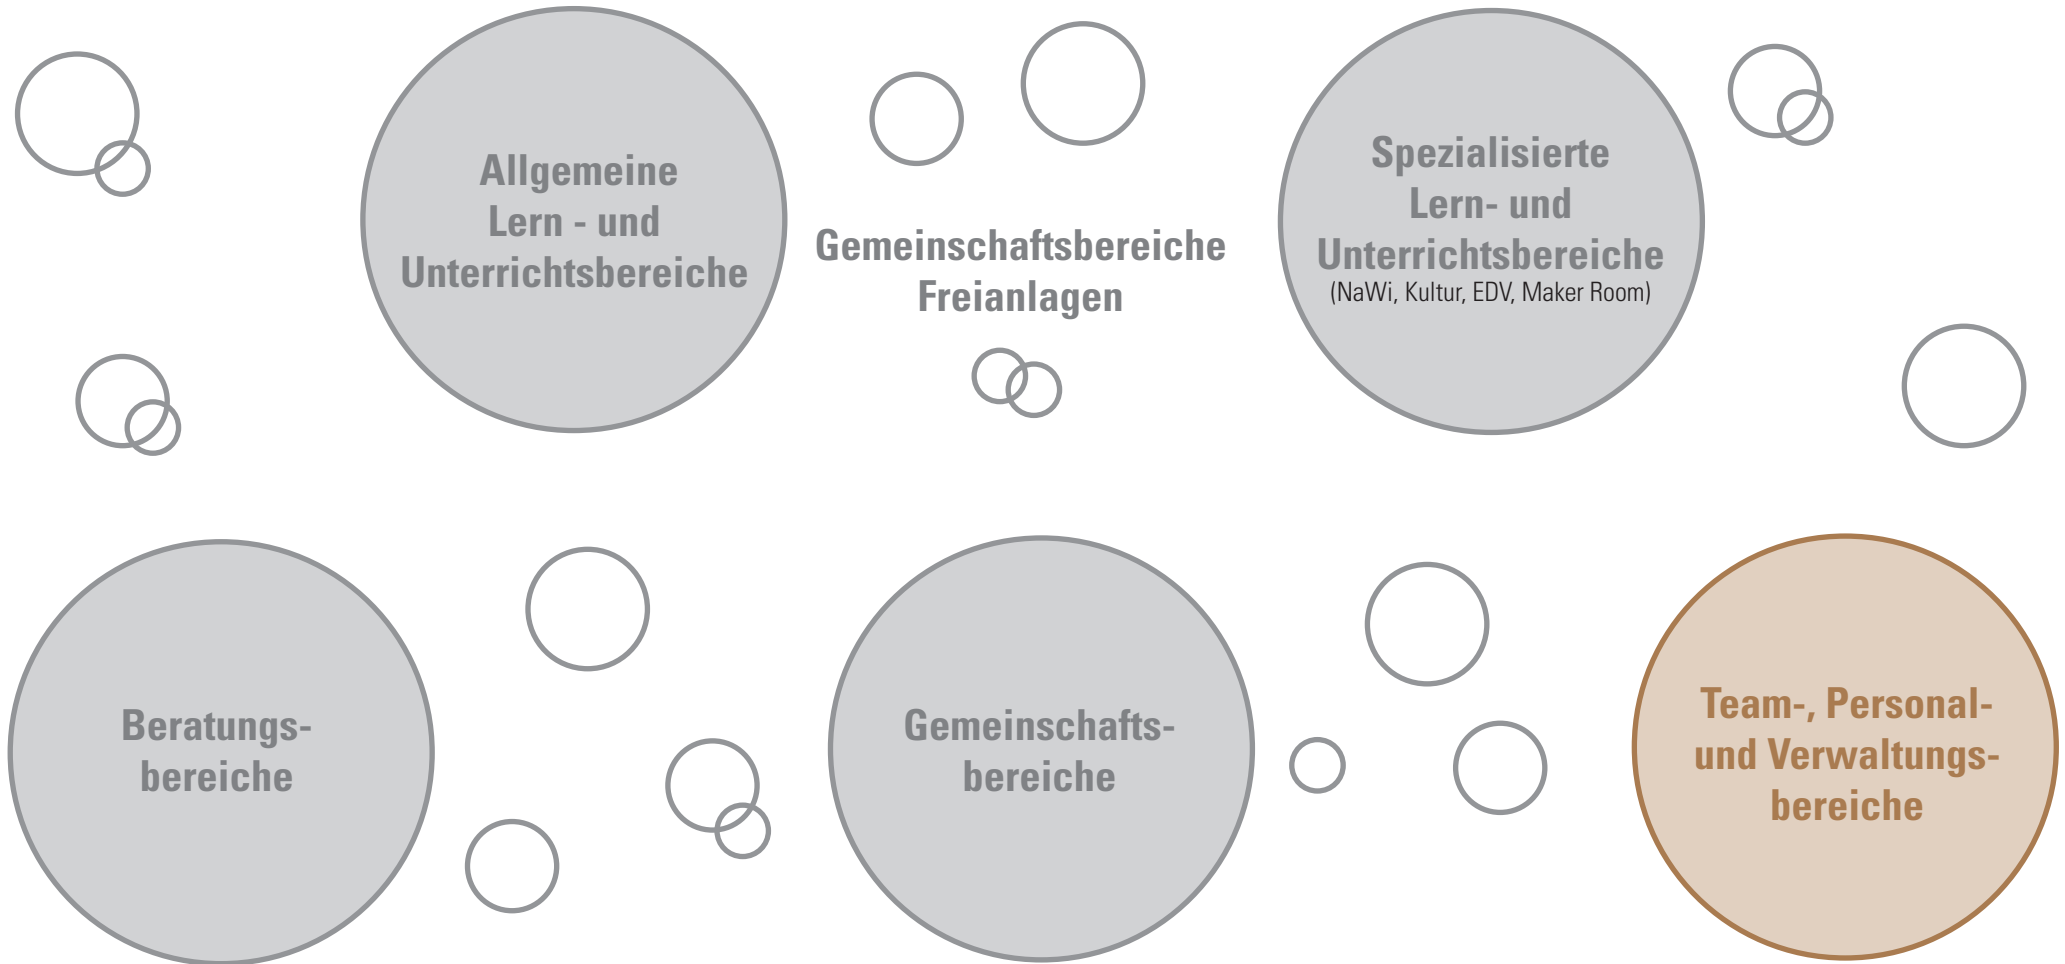 Allgemeine
Lern - und
Unterrichtsbereiche
Gemeinschaftsbereiche
Freianlagen
Spezialisierte
Lern- und
Unterrichtsbereiche
(NaWi, Kultur, EDV, Maker Room)
Beratungs-
bereiche
Gemeinschafts-
bereiche
Team-, Personal-
und Verwaltungs-
bereiche